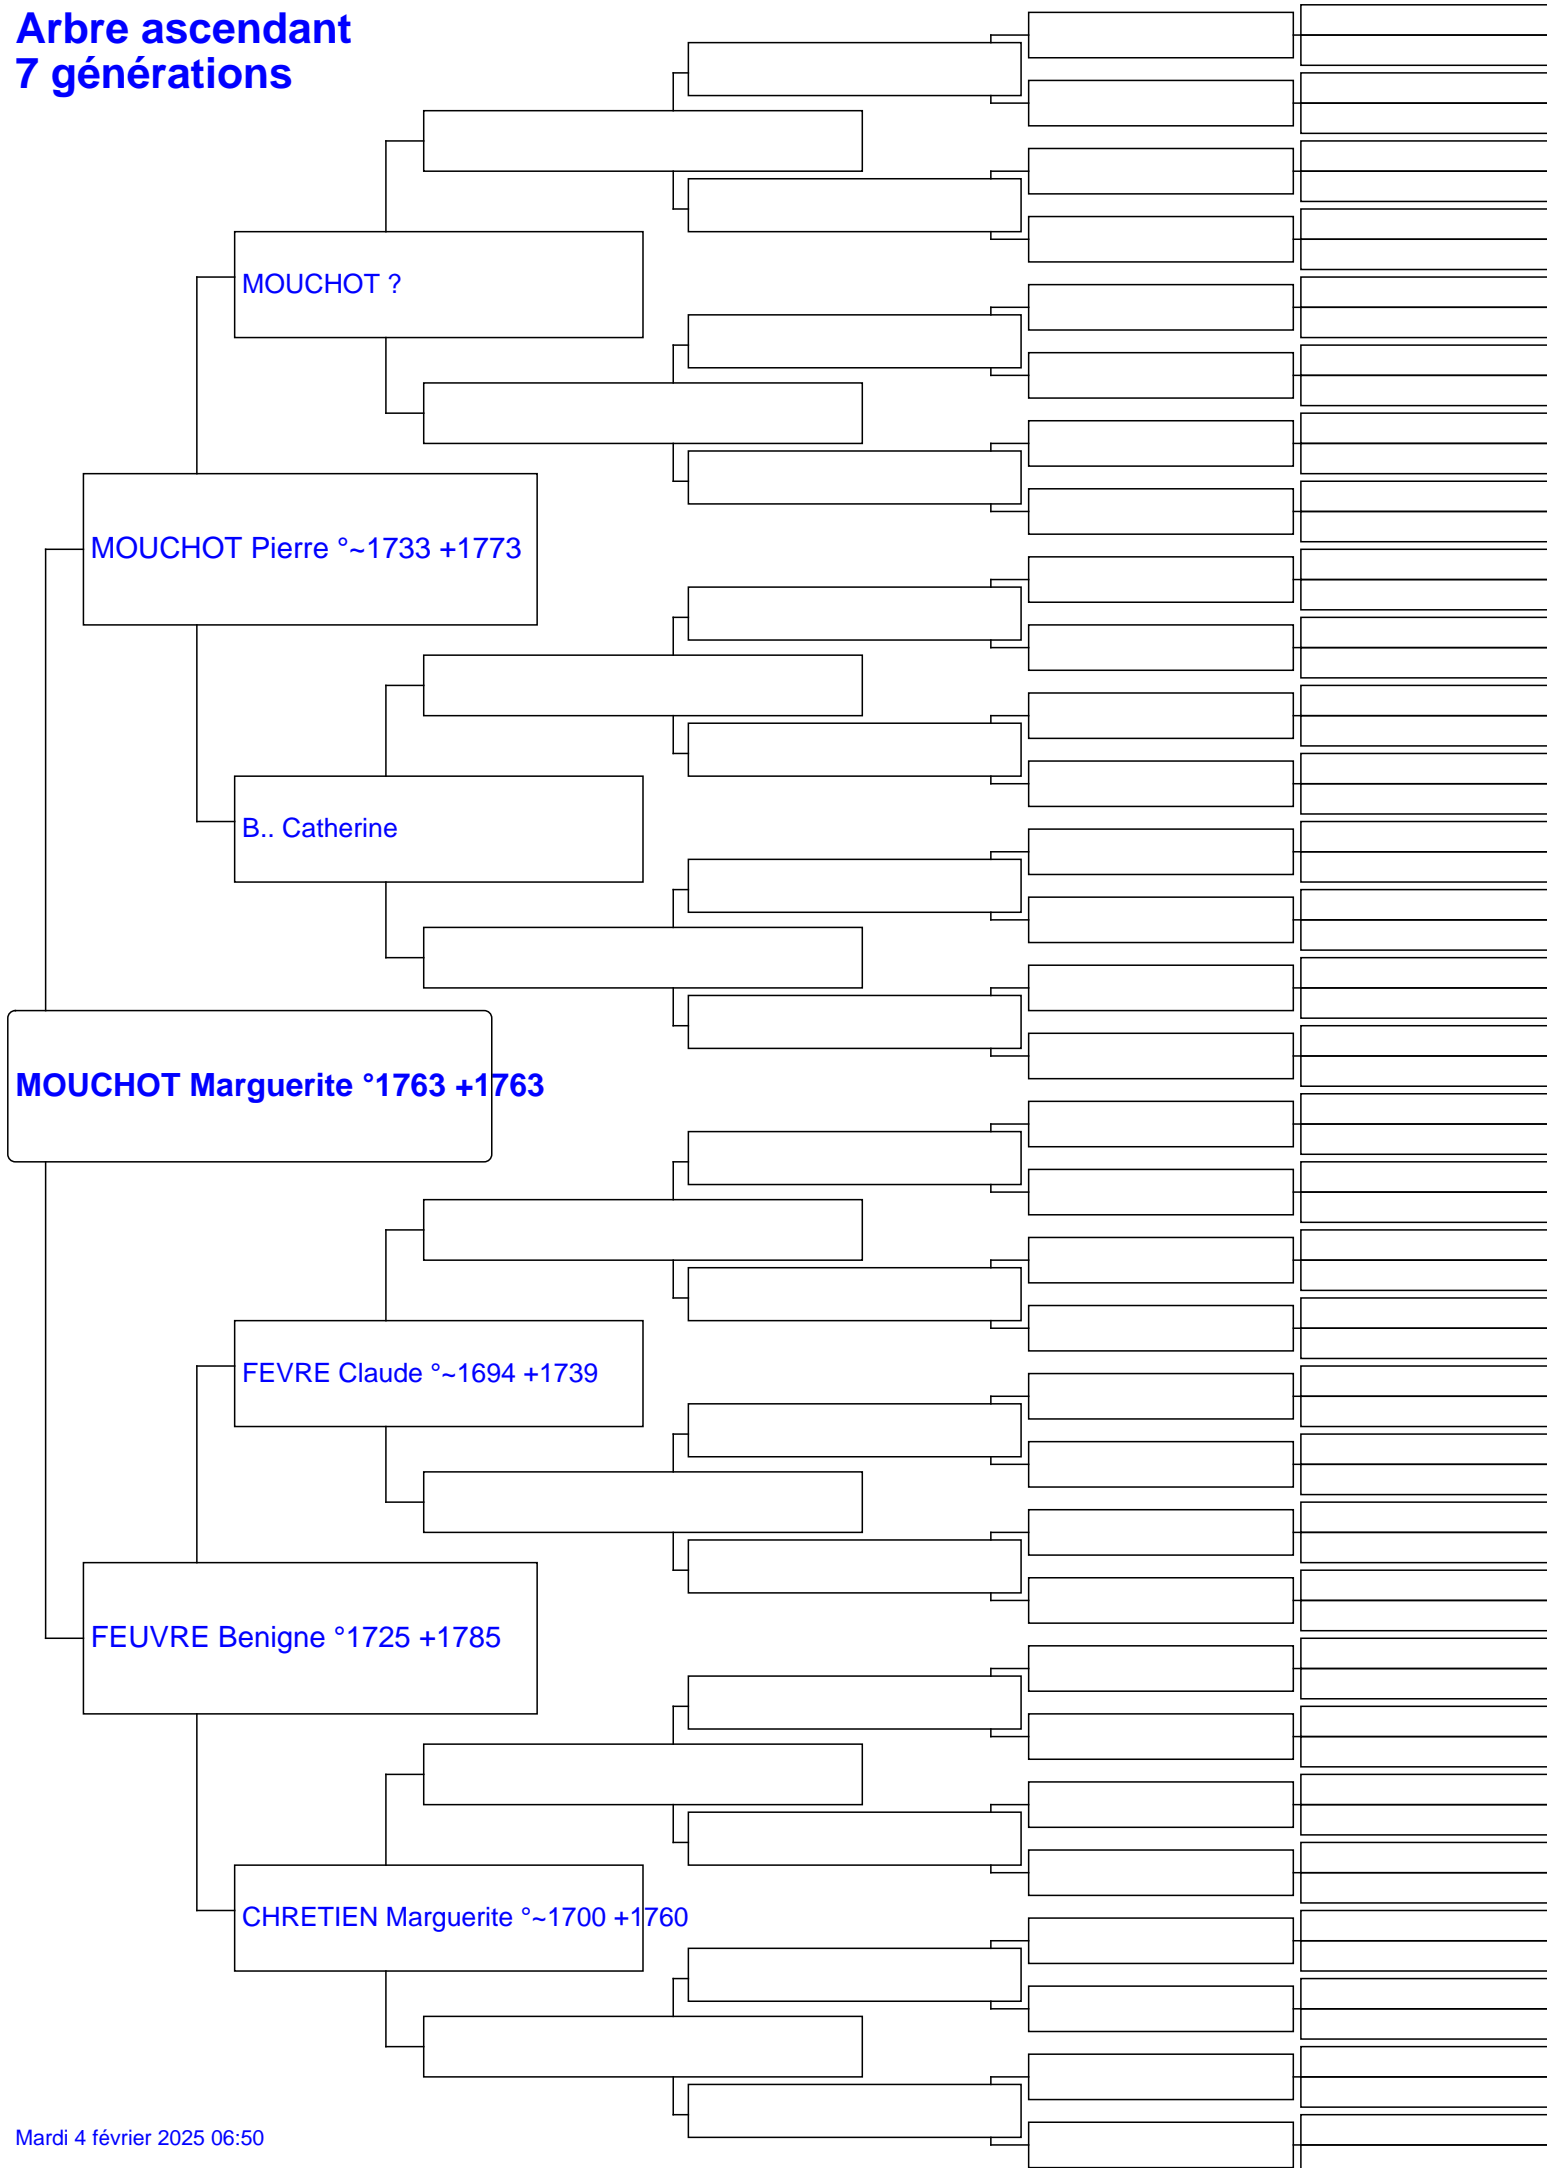 Arbre ascendant
7 générations
MOUCHOT ?
MOUCHOT Pierre °~1733 +1773
B.. Catherine
MOUCHOT Marguerite °1763 +1763
FEVRE Claude °~1694 +1739
FEUVRE Benigne °1725 +1785
CHRETIEN Marguerite °~1700 +1760
Mardi 4 février 2025 06:50